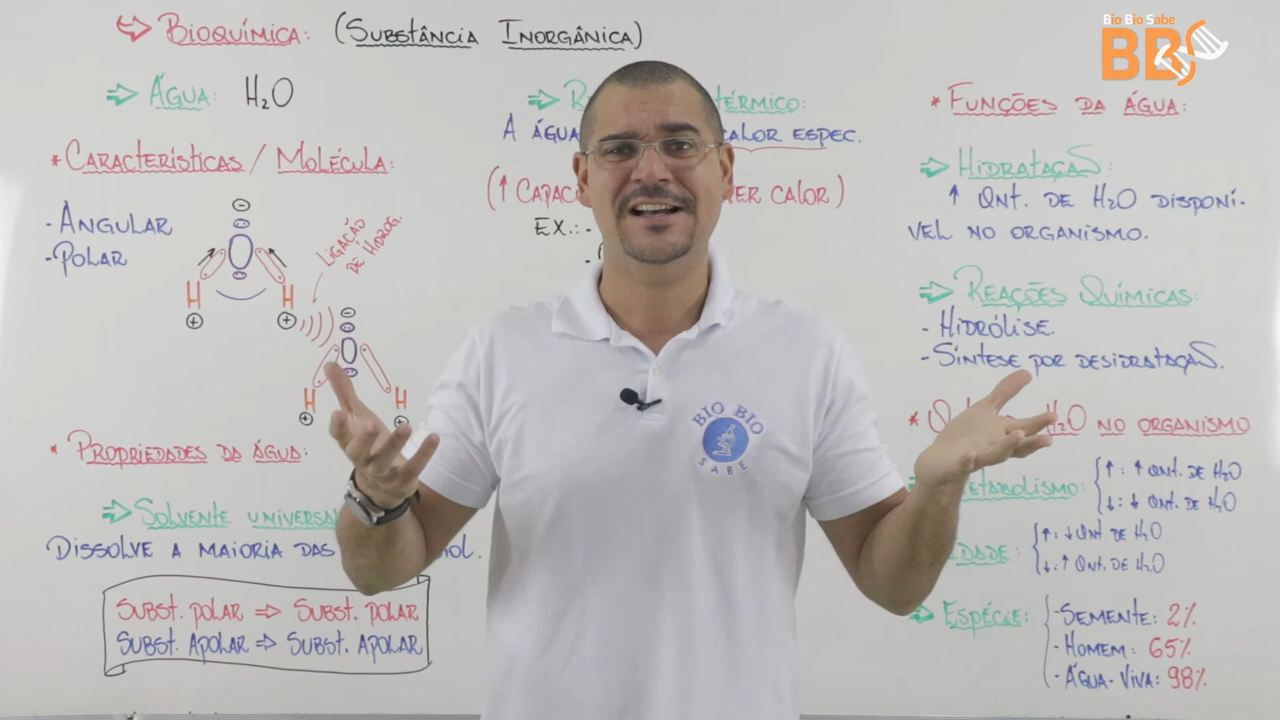 Bio Bio Sabe
BBS
BIOQUÍMICA: (SUBSTÂNCIA INORGÂNICA)
ÁGUA: H₂O
* CARACTERÍSTICAS / MOLÉCULA:
- ANGULAR
- POLAR
LIGAÇÃO
DE HIDROG.
H H
H H
* PROPRIEDADES DA ÁGUA:
SOLVENTE
DISSOLVE A MAIORIA DAS
SUBST. POLAR ⇒ SUBST. POLAR
SUBST. APOLAR ⇒ SUBST. APOLAR
TÉRMICO:
A ÁGUA CALOR ESPEC.
CALOR)
EX.: -
-
BIO BIO
SABE
* FUNÇÕES DA ÁGUA:
HIDRATAÇÃO:
↑ QNT. DE H₂O DISPONÍ-
VEL NO ORGANISMO.
REAÇÕES QUÍMICAS:
- HIDRÓLISE.
- SÍNTESE POR DESIDRATAÇÃO.
* H₂O NO ORGANISMO
↑: ↑ QNT. DE H₂O
↓: ↓ QNT. DE H₂O
↑: ↓ QNT DE H₂O
↓: ↑ QNT. DE H₂O
ESPÉCIE:
- SEMENTE: 2%
- HOMEM: 65%
- ÁGUA-VIVA: 98%